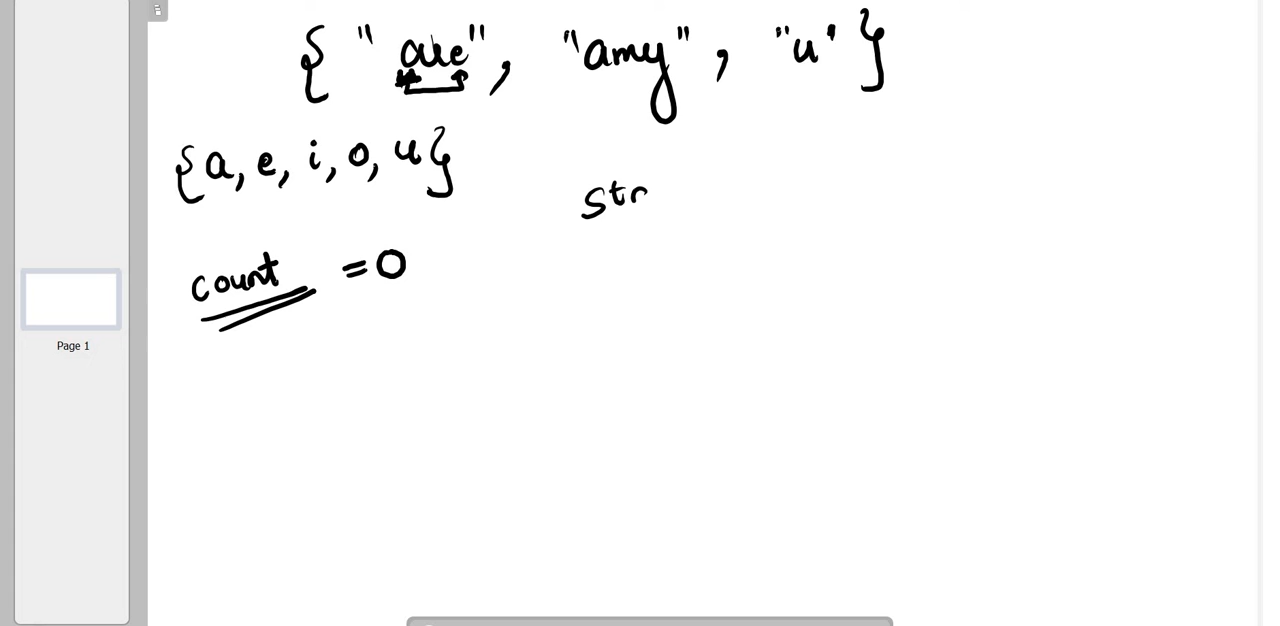 { "are", "amy", "u" }
{a, e, i, o, u}
str
count = 0
Page 1